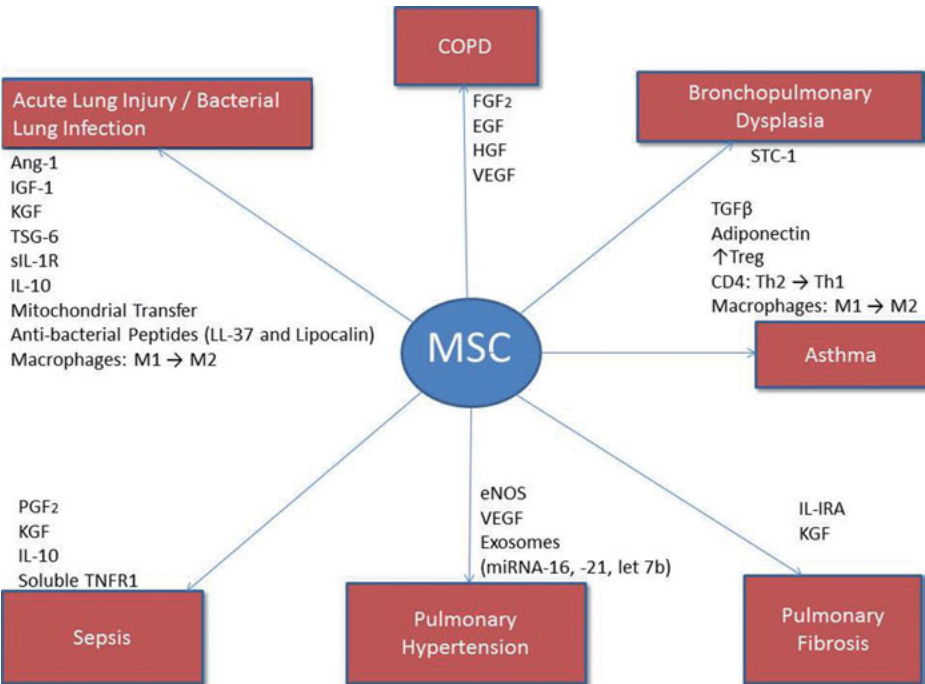 COPD
Acute Lung Injury / Bacterial
Lung Infection
Bronchopulmonary
Dysplasia
FGF2
EGF
HGF
VEGF
STC-1
Ang-1
IGF-1
KGF
TSG-6
sIL-1R
IL-10
Mitochondrial Transfer
Anti-bacterial Peptides (LL-37 and Lipocalin)
Macrophages: M1 → M2
TGFβ
Adiponectin
↑Treg
CD4: Th2 → Th1
Macrophages: M1 → M2
MSC
Asthma
PGF2
KGF
IL-10
Soluble TNFR1
Sepsis
eNOS
VEGF
Exosomes
(miRNA-16, -21, let 7b)
Pulmonary
Hypertension
IL-IRA
KGF
Pulmonary
Fibrosis